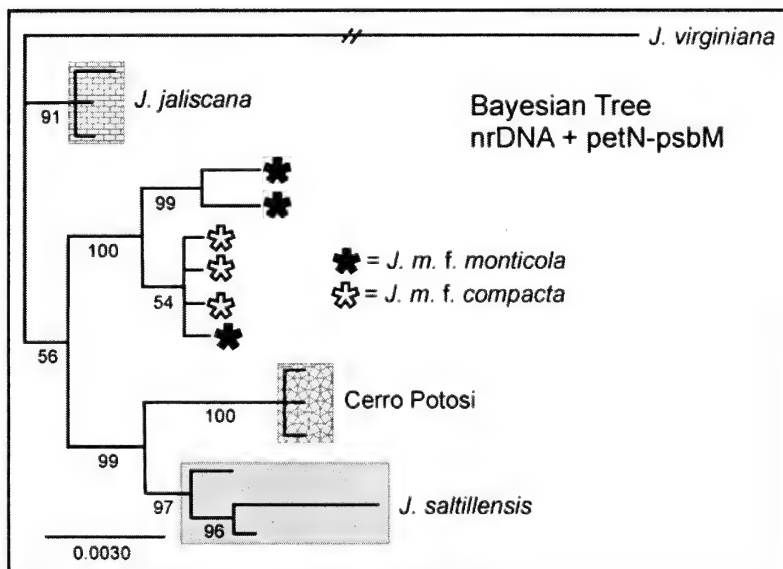 J. virginiana
J. jaliscana
91
Bayesian Tree
nrDNA + petN-psbM
99
100
= J. m. f. monticola
= J. m. f. compacta
54
56
Cerro Potosi
100
99
97
J. saltillensis
96
0.0030